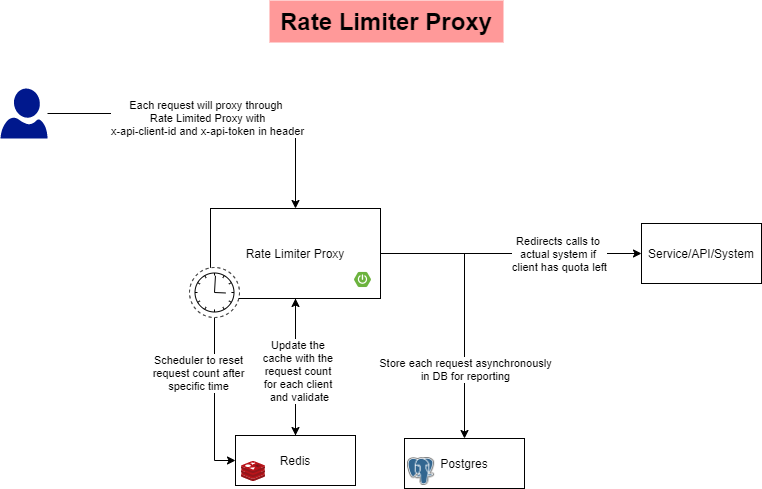 Rate Limiter Proxy
Each request will proxy through
Rate Limited Proxy with
x-api-client-id and x-api-token in header
Rate Limiter Proxy
Redirects calls to
actual system if
client has quota left
Service/API/System
Scheduler to reset
request count after
specific time
Update the
cache with the
request count
for each client
and validate
Store each request asynchronously
in DB for reporting
Redis
Postgres